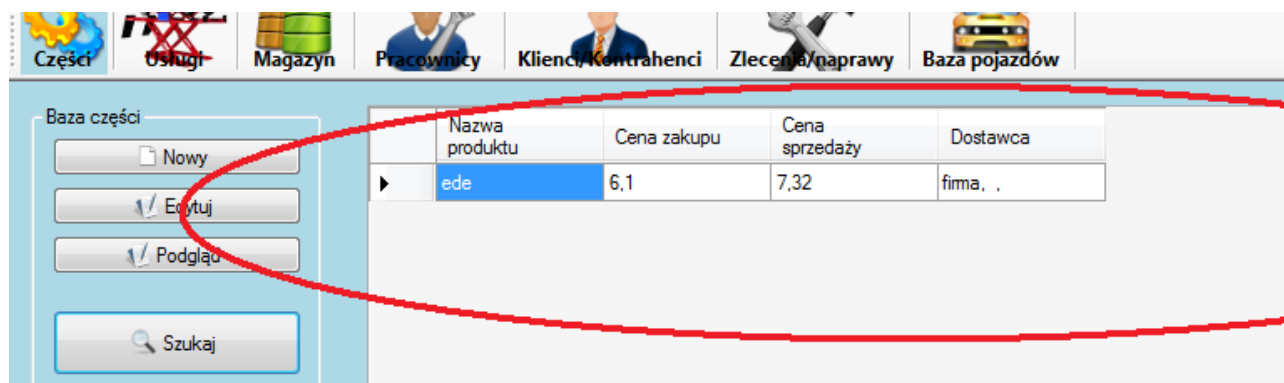 Części Usługi Magazyn Pracownicy Klienci/Kontrahenci Zlecenia/naprawy Baza pojazdów
Baza części
Nowy
Edytuj
Podgląd
Szukaj
Nazwa produktu Cena zakupu Cena sprzedaży Dostawca
ede 6,1 7,32 firma, ,